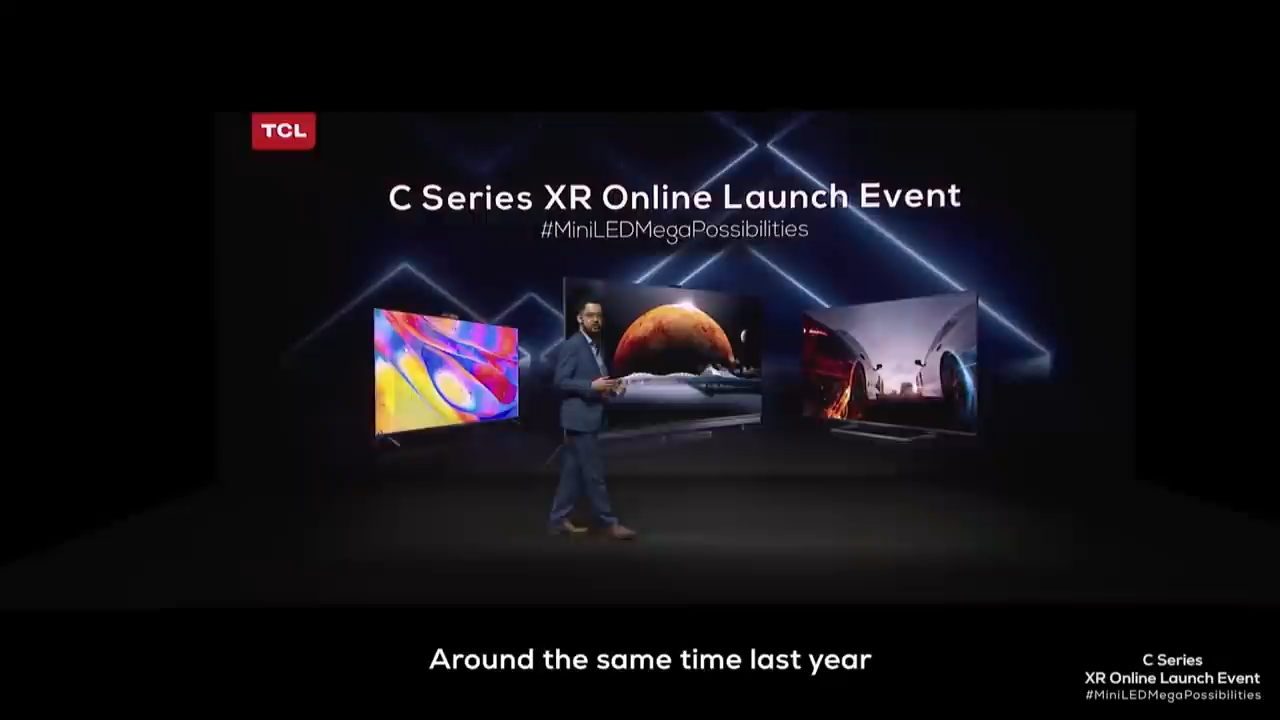 TCL
C Series XR Online Launch Event
#MiniLEDMegaPossibilities
Around the same time last year
C Series
XR Online Launch Event
#MiniLEDMegaPossibilities